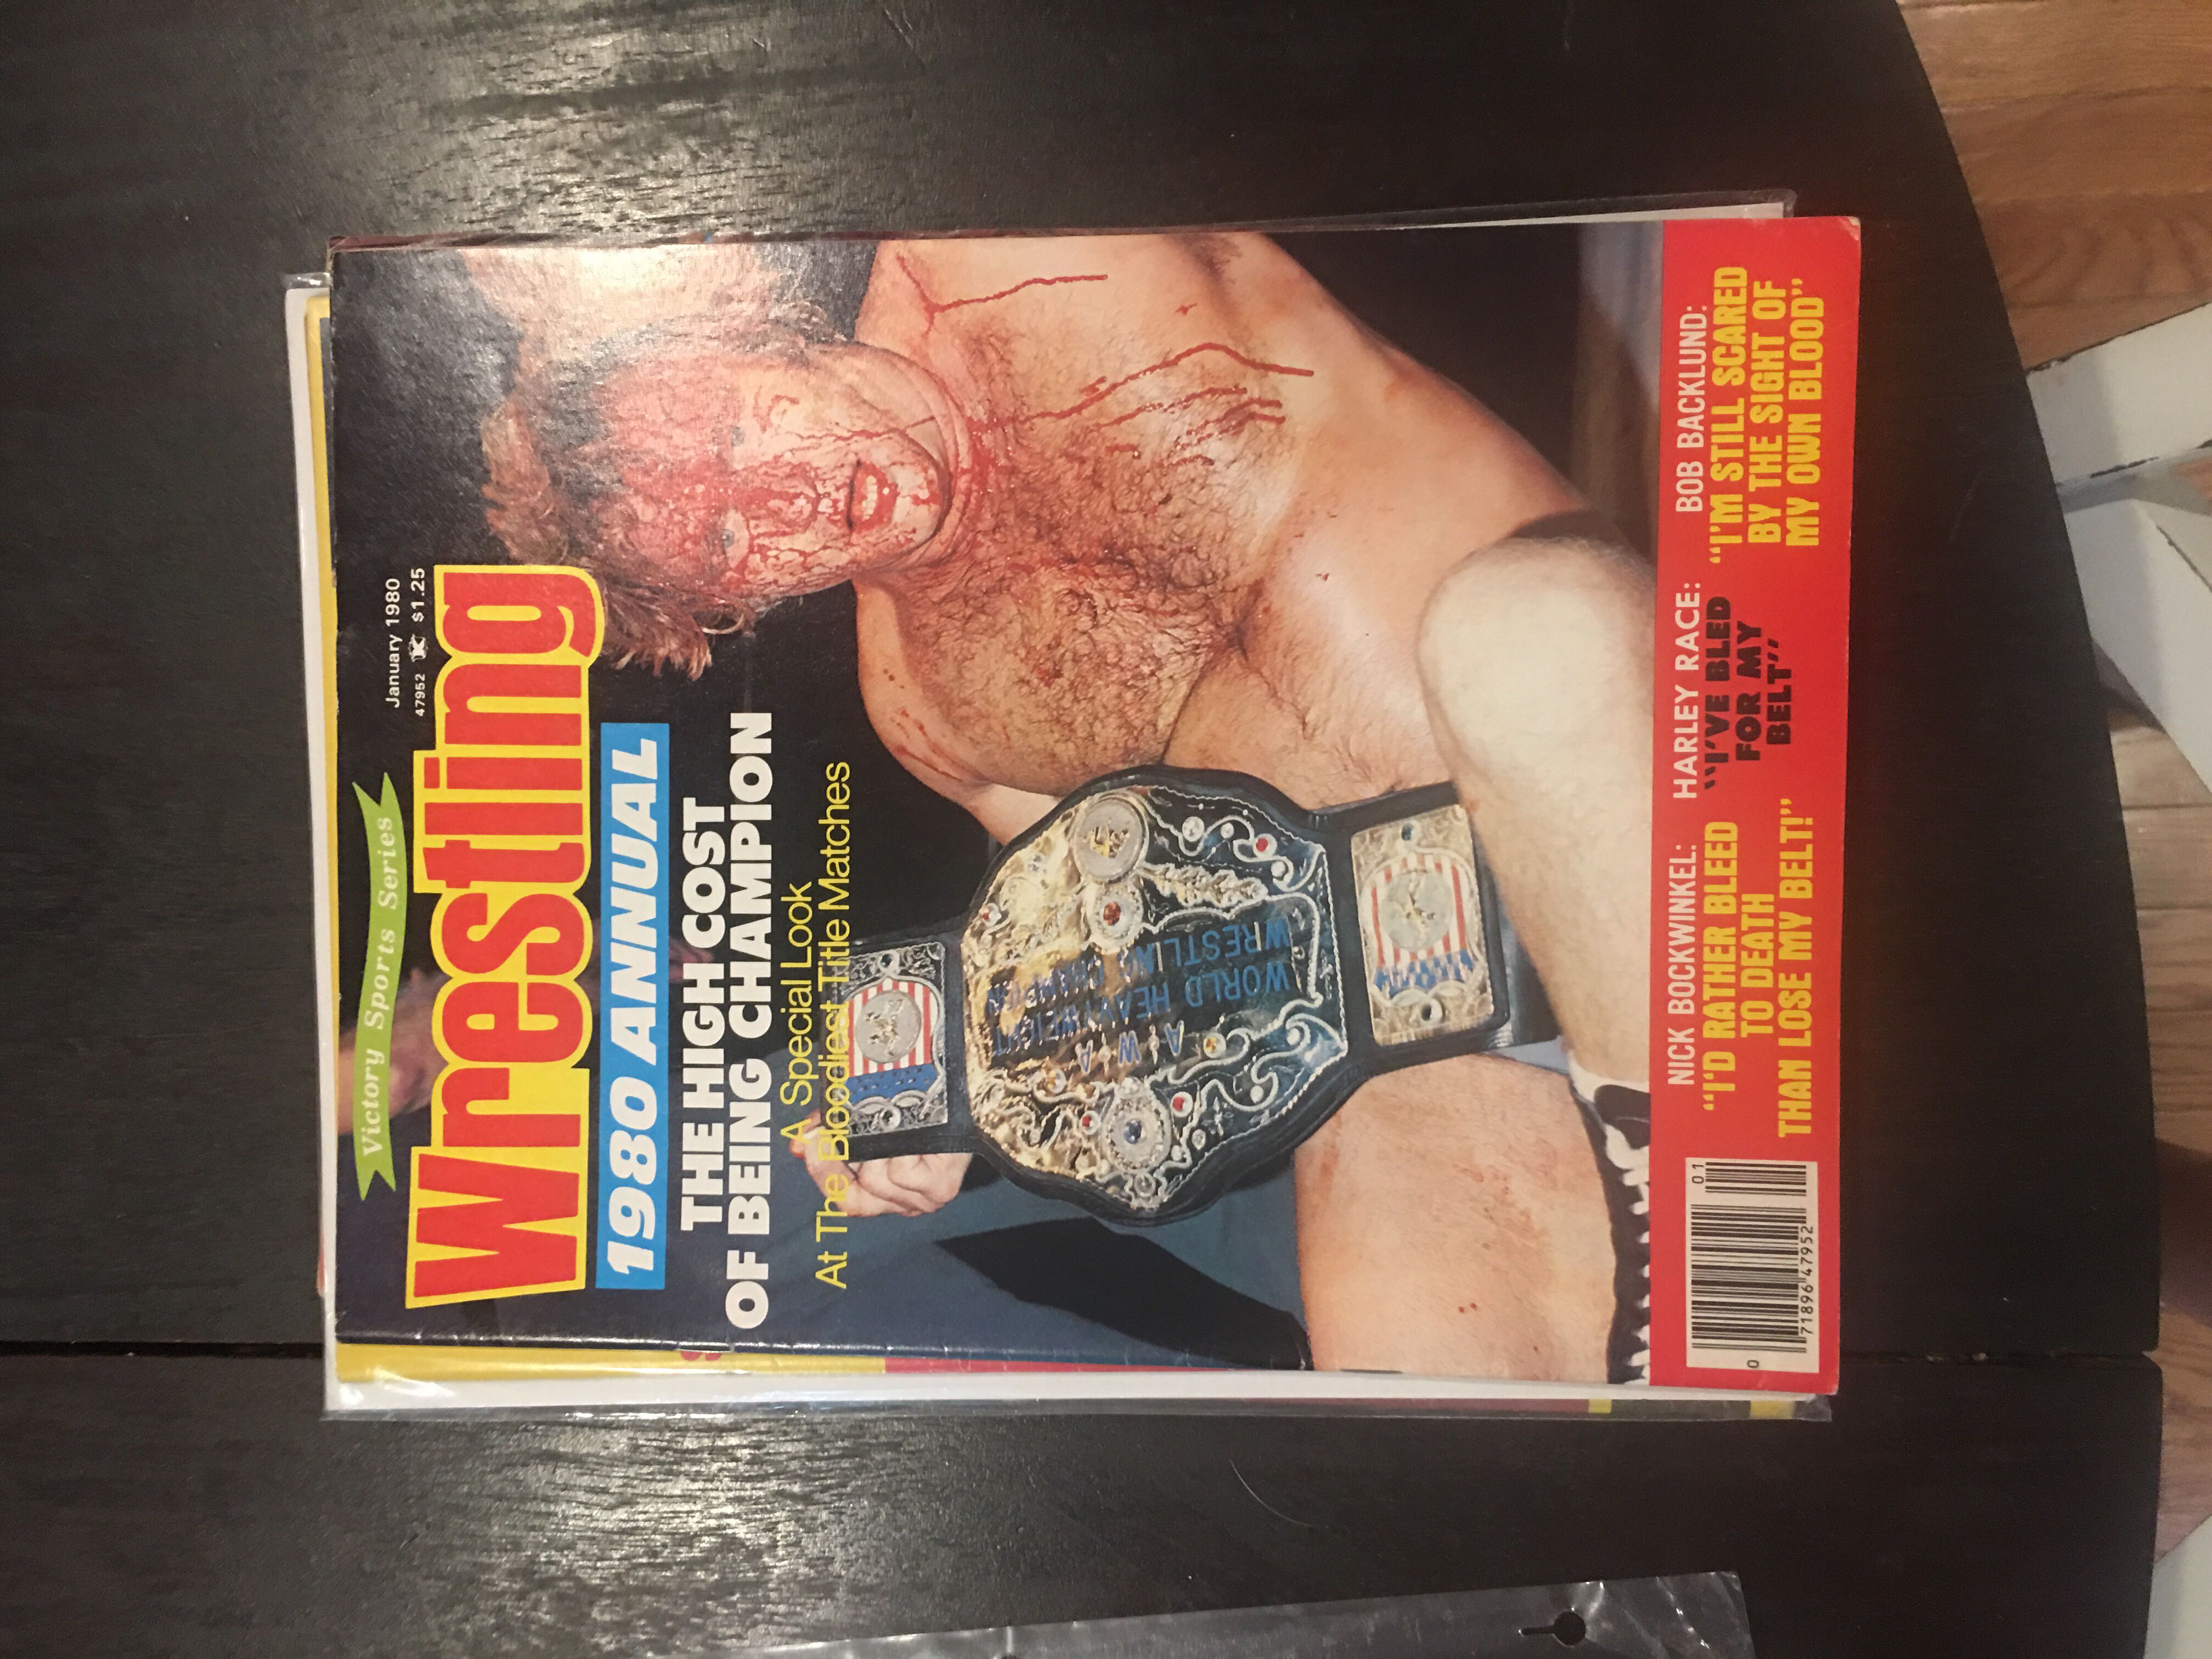 Victory Sports Series
January 1980
47952 K $1.25
Wrestling
1980 ANNUAL
THE HIGH COST
OF BEING CHAMPION
A Special Look
At The Bloodiest Title Matches
A W A
WORLD HEAVYWEIGHT
WRESTLING CHAMPION
NICK BOCKWINKEL:
"I'D RATHER BLEED
TO DEATH
THAN LOSE MY BELT!"
HARLEY RACE:
"I'VE BLED
FOR MY
BELT"
BOB BACKLUND:
"I'M STILL SCARED
BY THE SIGHT OF
MY OWN BLOOD"
0 71896 47952 01